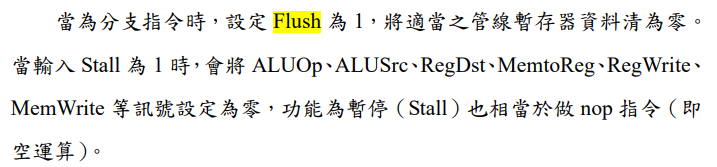 當為分支指令時，設定 Flush 為 1，將適當之管線暫存器資料清為零。
當輸入 Stall 為 1 時，會將 ALUOp、ALUSrc、RegDst、MemtoReg、RegWrite、
MemWrite 等訊號設定為零，功能為暫停（Stall）也相當於做 nop 指令（即
空運算）。